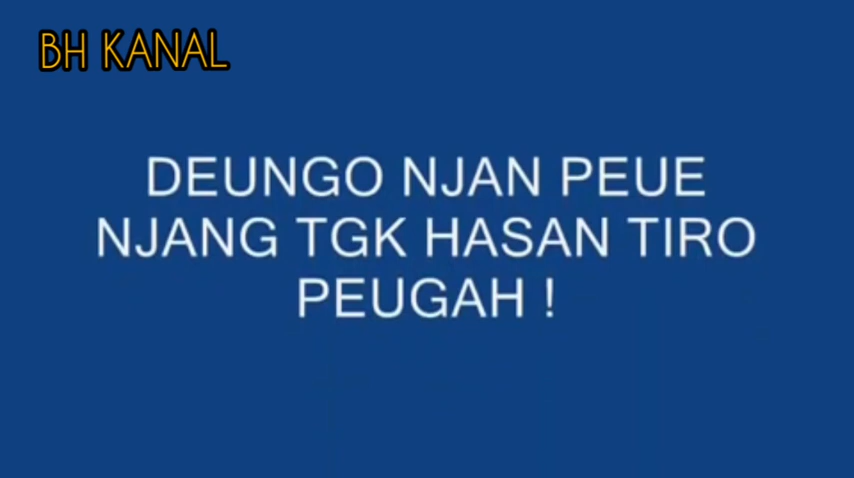 BH KANAL
DEUNGO NJAN PEUE
NJANG TGK HASAN TIRO
PEUGAH !